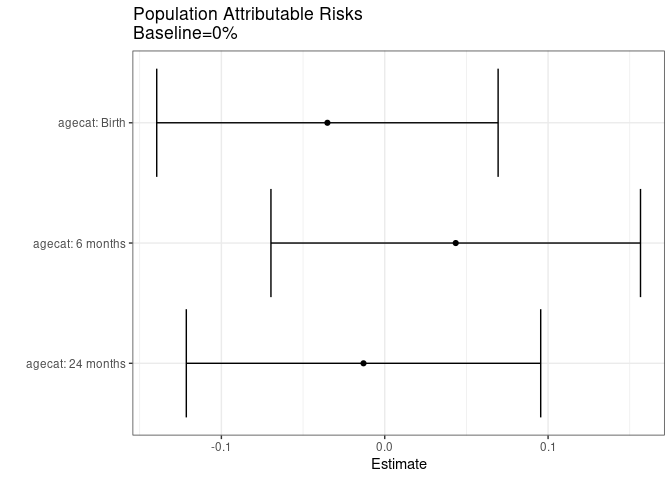 Population Attributable Risks
Baseline=0%
agecat: Birth
agecat: 6 months
agecat: 24 months
-0.1
0.0
0.1
Estimate